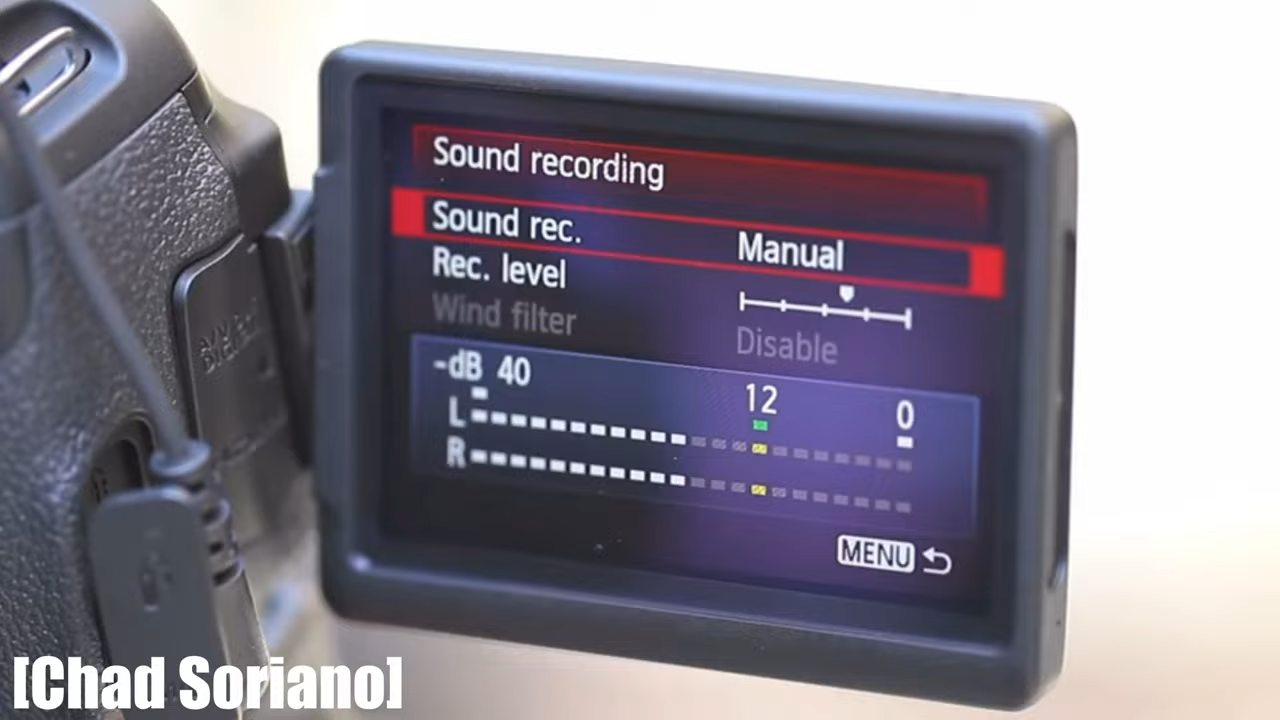 Sound recording
Sound rec. Manual
Rec. level
Wind filter Disable
-dB 40 12 0
L
R
MENU
[Chad Soriano]